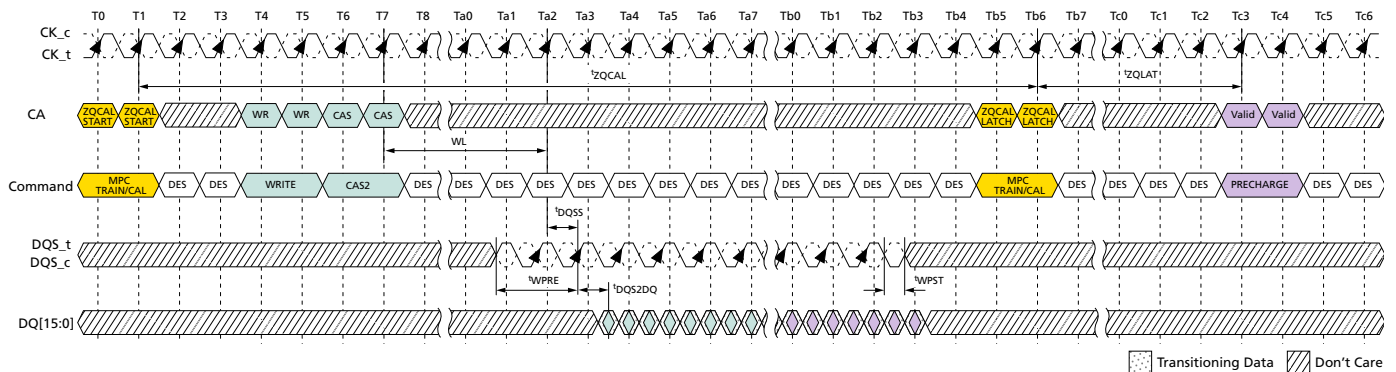 T0 T1 T2 T3 T4 T5 T6 T7 T8 Ta0 Ta1 Ta2 Ta3 Ta4 Ta5 Ta6 Ta7 Tb0 Tb1 Tb2 Tb3 Tb4 Tb5 Tb6 Tb7 Tc0 Tc1 Tc2 Tc3 Tc4 Tc5 Tc6
CK_c
CK_t
tZQCAL tZQLAT
CA ZQCAL START ZQCAL START WR WR CAS CAS ZQCAL LATCH ZQCAL LATCH Valid Valid
WL
Command MPC TRAIN/CAL DES DES WRITE CAS2 DES DES DES DES DES DES DES DES DES DES DES DES DES DES MPC TRAIN/CAL DES DES DES DES PRECHARGE DES DES
tDQSS
DQS_t
DQS_c
tWPRE tDQS2DQ tWPST
DQ[15:0]
Transitioning Data Don't Care